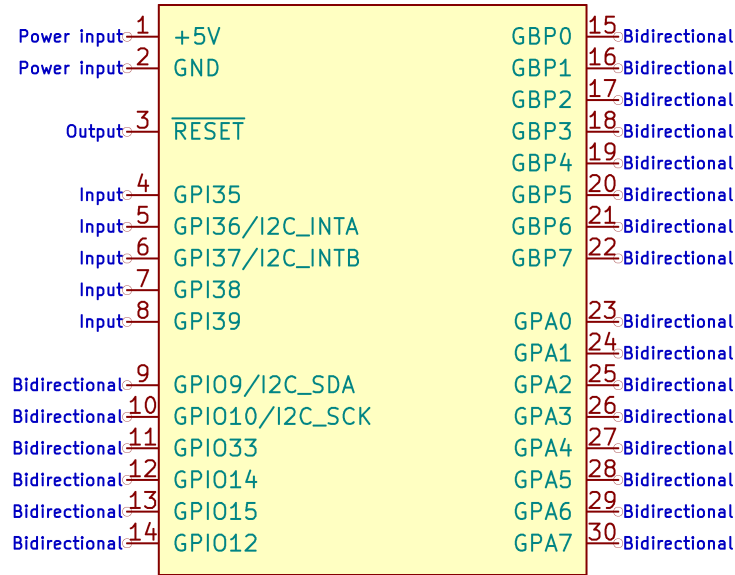 Power input 1 +5V GBP0 15 Bidirectional
Power input 2 GND GBP1 16 Bidirectional
GBP2 17 Bidirectional
Output 3 RESET GBP3 18 Bidirectional
GBP4 19 Bidirectional
Input 4 GPI35 GBP5 20 Bidirectional
Input 5 GPI36/I2C_INTA GBP6 21 Bidirectional
Input 6 GPI37/I2C_INTB GBP7 22 Bidirectional
Input 7 GPI38
Input 8 GPI39 GPA0 23 Bidirectional
GPA1 24 Bidirectional
Bidirectional 9 GPIO9/I2C_SDA GPA2 25 Bidirectional
Bidirectional 10 GPIO10/I2C_SCK GPA3 26 Bidirectional
Bidirectional 11 GPIO33 GPA4 27 Bidirectional
Bidirectional 12 GPIO14 GPA5 28 Bidirectional
Bidirectional 13 GPIO15 GPA6 29 Bidirectional
Bidirectional 14 GPIO12 GPA7 30 Bidirectional